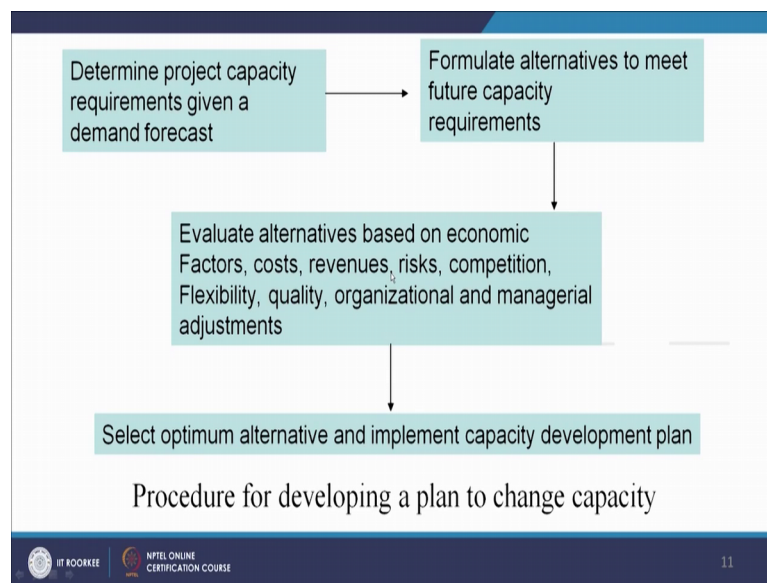 Determine project capacity
requirements given a
demand forecast
Formulate alternatives to meet
future capacity
requirements
Evaluate alternatives based on economic
Factors, costs, revenues, risks, competition,
Flexibility, quality, organizational and managerial
adjustments
Select optimum alternative and implement capacity development plan
Procedure for developing a plan to change capacity
IIT ROORKEE
NPTEL ONLINE
CERTIFICATION COURSE
11